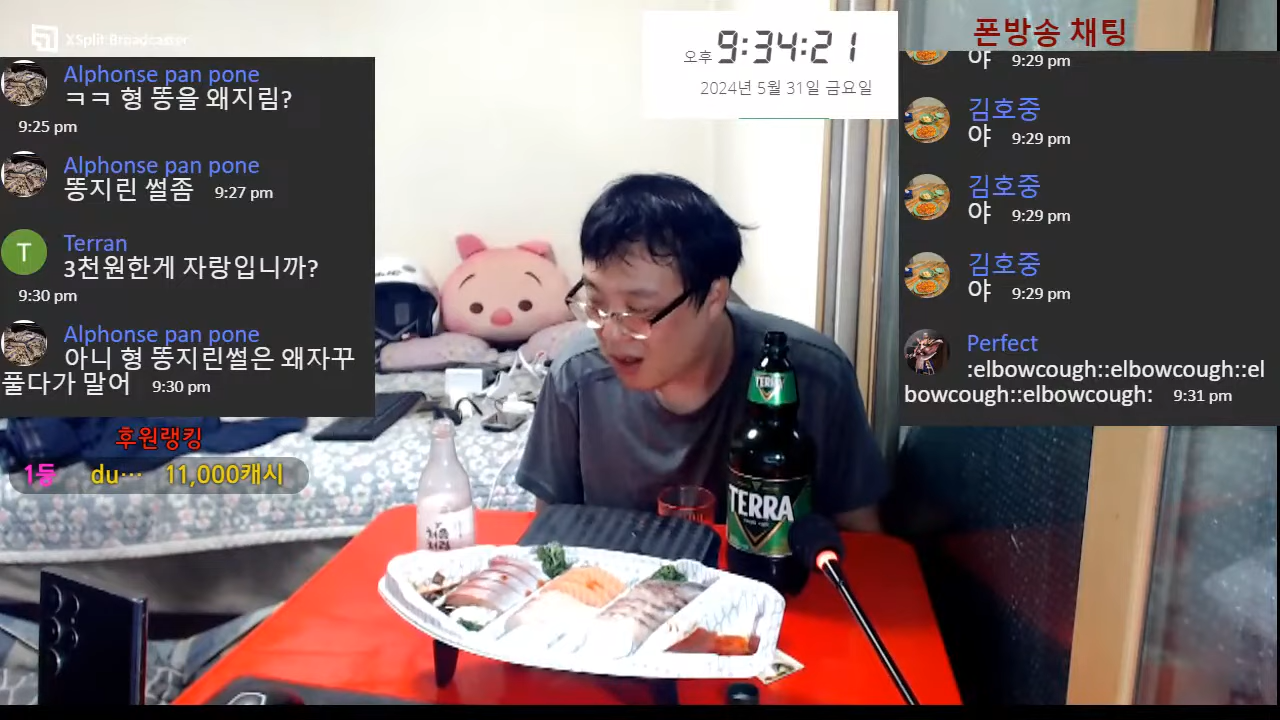 XSplit Broadcaster
Alphonse pan pone
ㅋㅋ 형 똥을 왜지림?
9:25 pm
Alphonse pan pone
똥지린 썰좀 9:27 pm
T
Terran
3천원한게 자랑입니까?
9:30 pm
Alphonse pan pone
아니 형 똥지린썰은 왜자꾸
풀다가 말어 9:30 pm
후원랭킹
1등 du… 11,000캐시
오후 9:34:21
2024년 5월 31일 금요일
폰방송 채팅
야 9:29 pm
김호중
야 9:29 pm
김호중
야 9:29 pm
김호중
야 9:29 pm
Perfect
:elbowcough::elbowcough::el
bowcough::elbowcough: 9:31 pm
TERRA
TERRA
처음
처럼